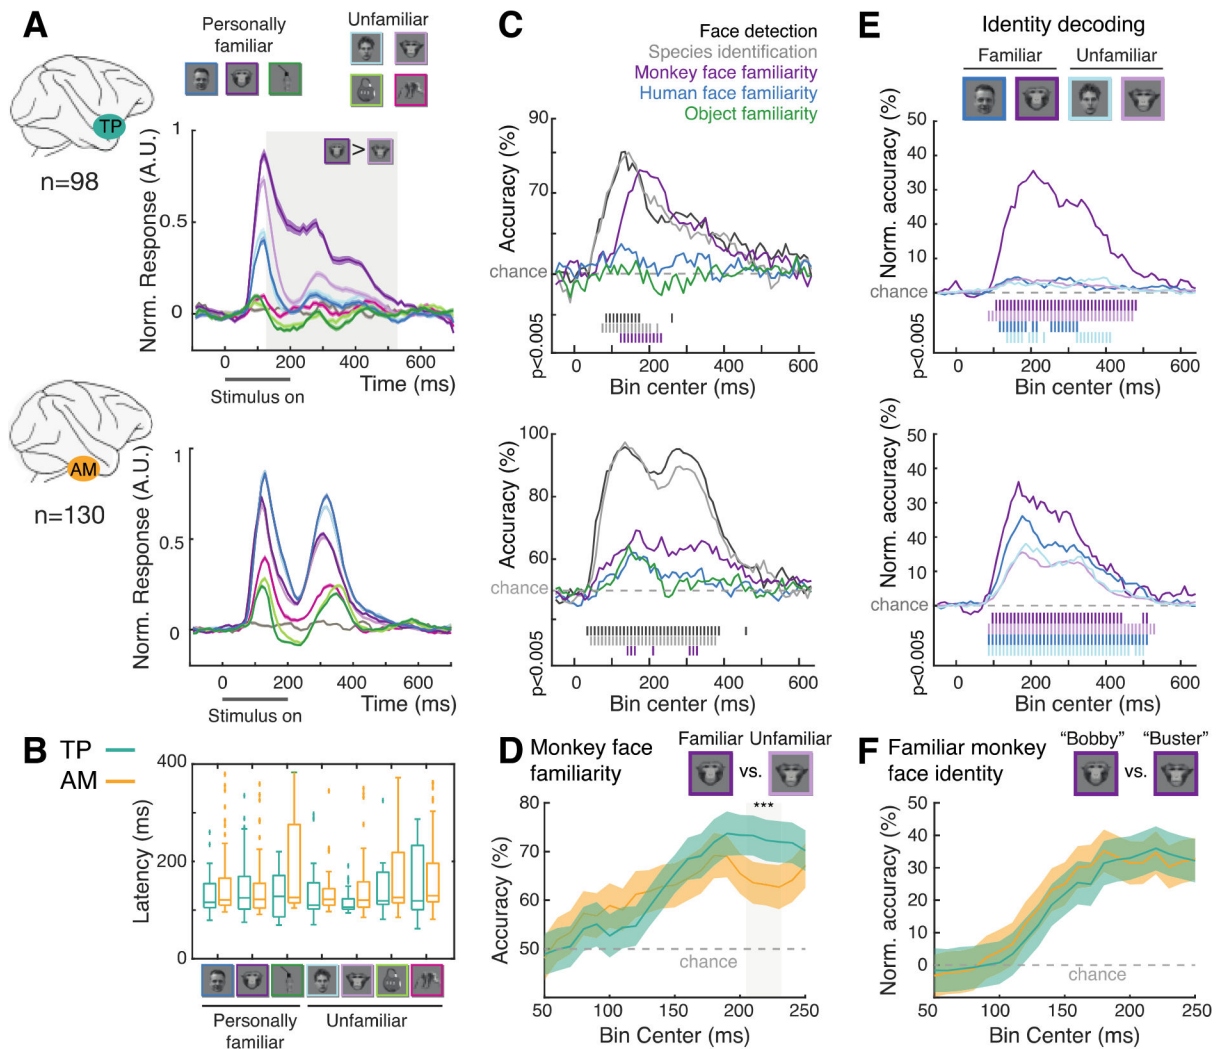 A
Personally
familiar
Unfamiliar
TP
n=98
Norm. Response (A.U.)
1
0.5
0
>
0
200
400
600
Time (ms)
Stimulus on
AM
n=130
Norm. Response (A.U.)
1
0.5
0
0
200
400
600
Time (ms)
Stimulus on
B
TP
AM
Latency (ms)
400
200
0
Personally
familiar
Unfamiliar
C
Face detection
Species identification
Monkey face familiarity
Human face familiarity
Object familiarity
Accuracy (%)
90
70
chance
p<0.005
0
200
400
600
Bin center (ms)
Accuracy (%)
100
80
60
chance
p<0.005
0
200
400
600
Bin center (ms)
D
Monkey face
familiarity
Familiar
Unfamiliar
vs.
***
Accuracy (%)
80
70
60
50
chance
50
100
150
200
250
Bin Center (ms)
E
Identity decoding
Familiar
Unfamiliar
Norm. accuracy (%)
50
40
30
40
10
chance
p<0.005
0
200
400
600
Bin center (ms)
Norm. accuracy (%)
50
50
40
10
chance
p<0.005
0
200
400
600
Bin center (ms)
F
Familiar monkey
face identity
“Bobby”
“Buster”
vs.
Norm. accuracy (%)
50
40
30
20
10
0
chance
50
100
150
200
250
Bin Center (ms)